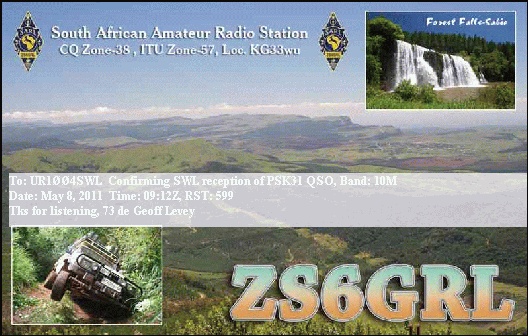 South African Amateur Radio Station
CQ Zone-38 , ITU Zone-57, Loc. KG33wu
Forest Falls-Sabie
To: UR1ØØ4SWL Confirming SWL reception of PSK31 QSO, Band: 10M
Date: May 8, 2011 Time: 09:12Z, RST: 599
Tks for listening, 73 de Geoff Levey
ZS6GRL